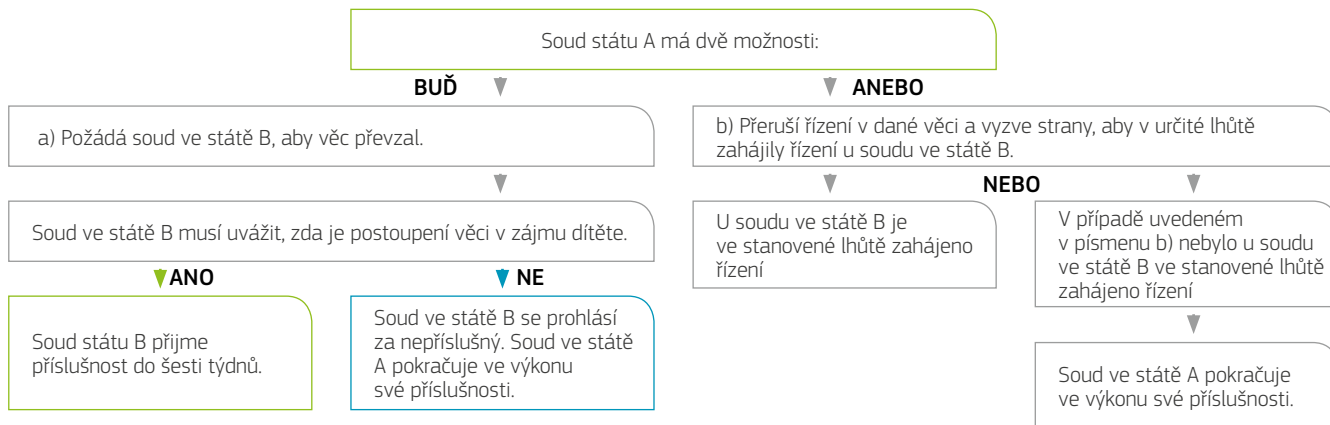 Soud státu A má dvě možnosti:
BUĎ
ANEBO
a) Požádá soud ve státě B, aby věc převzal.
b) Přeruší řízení v dané věci a vyzve strany, aby v určité lhůtě
zahájily řízení u soudu ve státě B.
NEBO
Soud ve státě B musí uvážit, zda je postoupení věci v zájmu dítěte.
U soudu ve státě B je
ve stanovené lhůtě zahájeno
řízení
V případě uvedeném
v písmenu b) nebylo u soudu
ve státě B ve stanovené lhůtě
zahájeno řízení
ANO
NE
Soud státu B přijme
příslušnost do šesti týdnů.
Soud ve státě B se prohlásí
za nepříslušný. Soud ve státě
A pokračuje ve výkonu
své příslušnosti.
Soud ve státě A pokračuje
ve výkonu své příslušnosti.